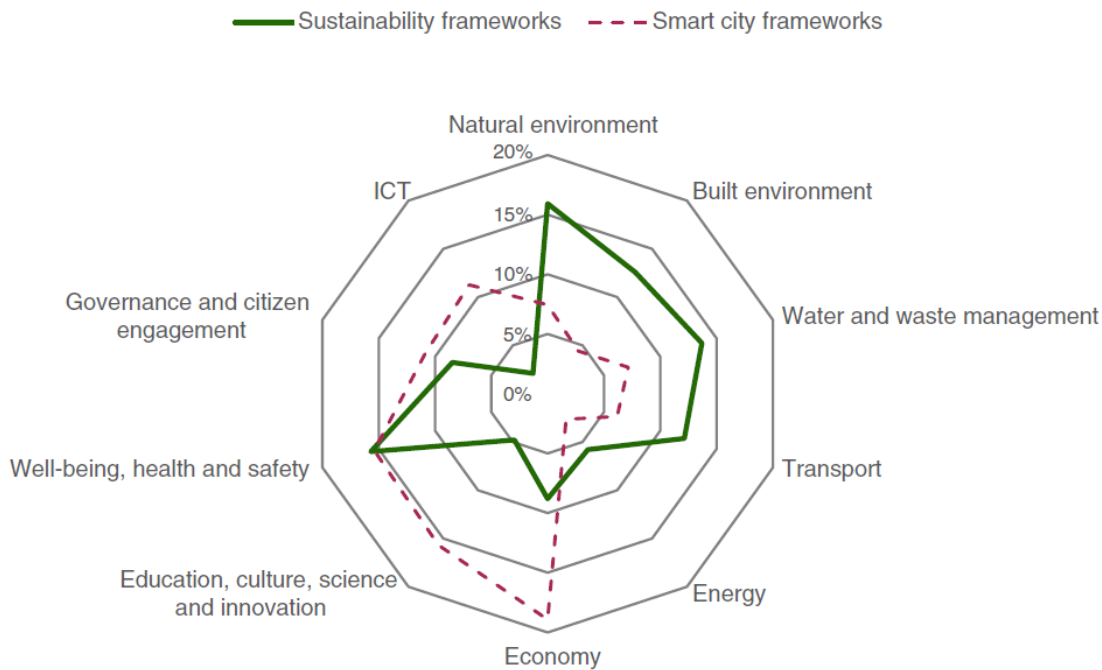 Sustainability frameworks
Smart city frameworks
Natural environment
20%
ICT
Built environment
15%
10%
Governance and citizen
engagement
Water and waste management
5%
0%
Well-being, health and safety
Transport
Education, culture, science
and innovation
Energy
Economy